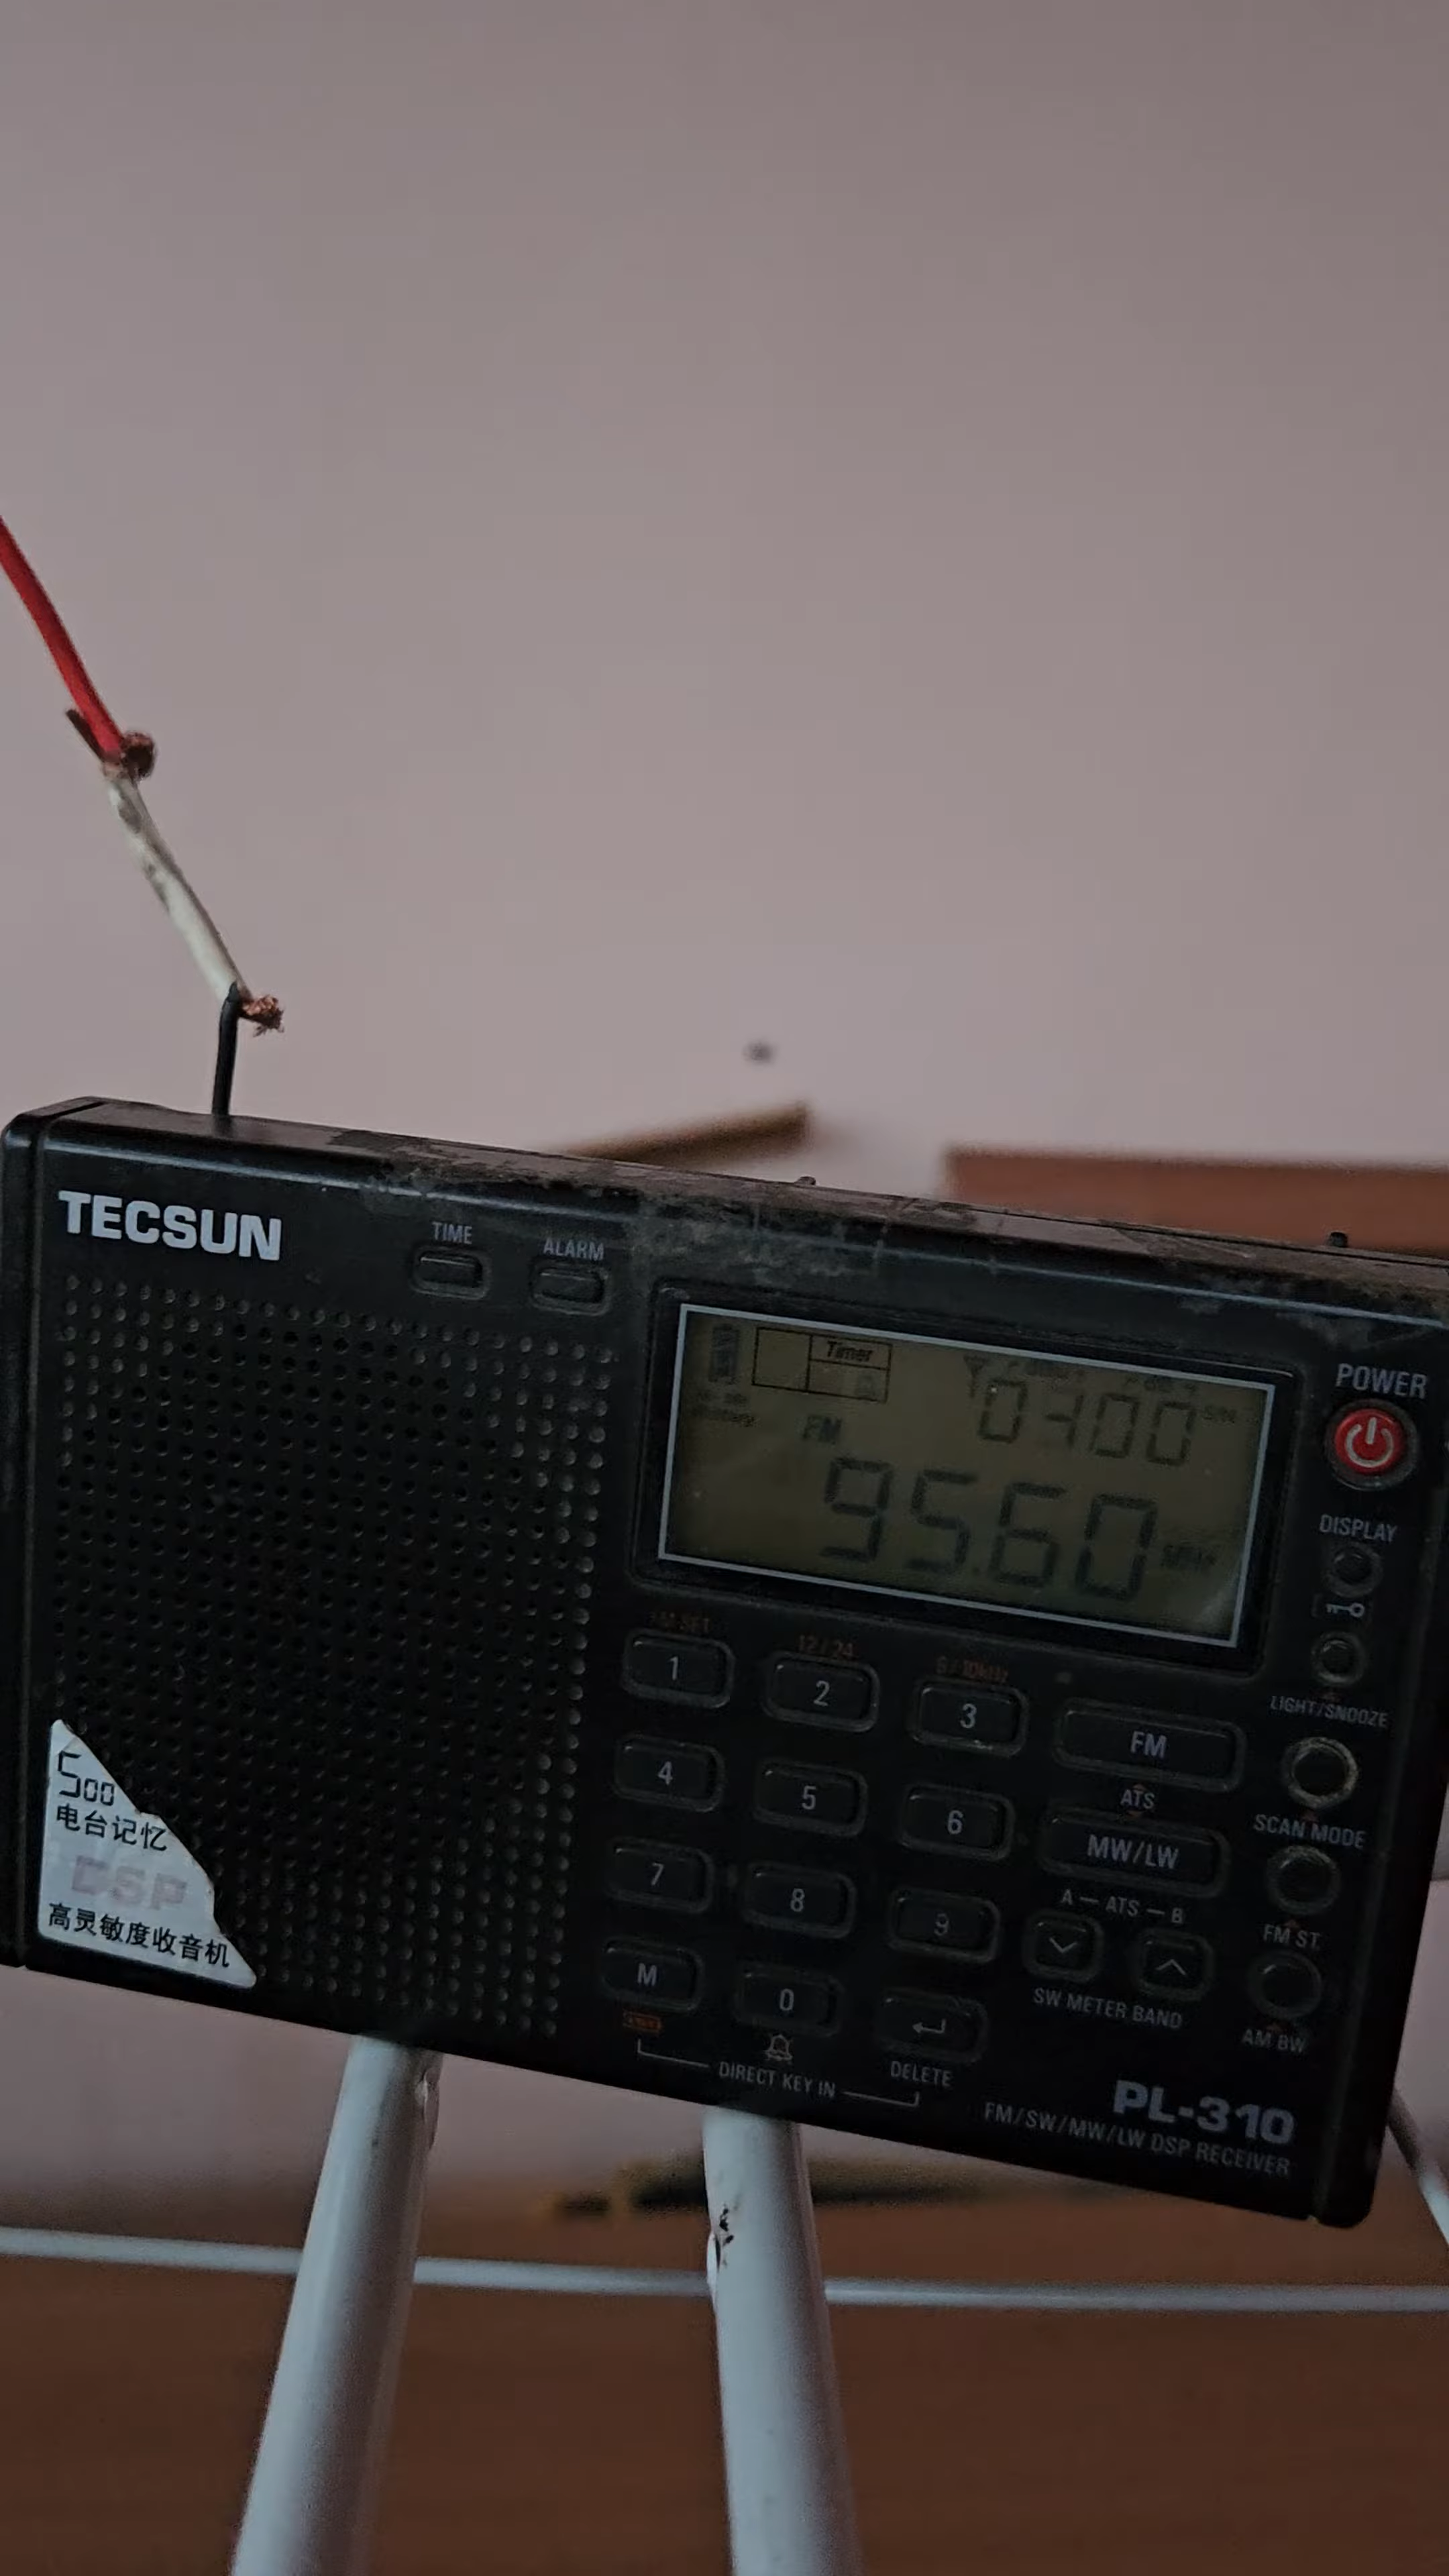 TECSUN
TIME
ALARM
Timer
FM
95.60
POWER
DISPLAY
LIGHT/SNOOZE
12/24
1
2
3
FM
4
5
6
ATS
MW/LW
SCAN MODE
7
8
9
A — ATS — B
FM ST.
M
0
SW METER BAND
AM BW
DELETE
DIRECT KEY IN
PL-310
FM/SW/MW/LW DSP RECEIVER
500
电台记忆
DSP
高灵敏度收音机